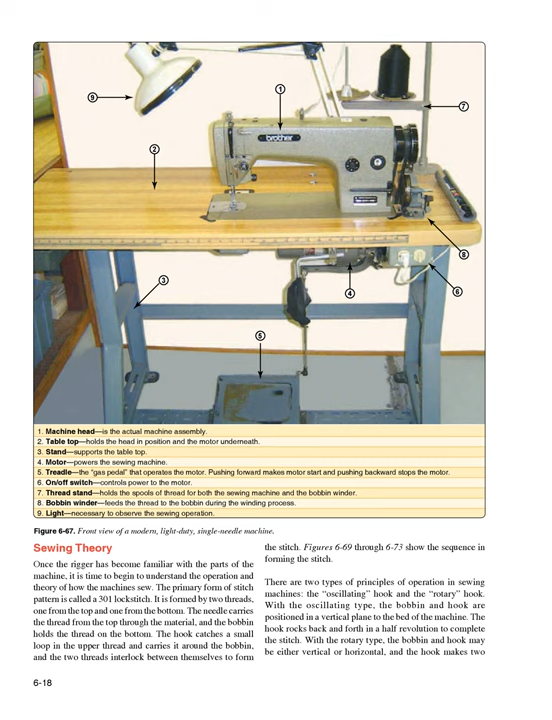 9
1
7
2
brother
8
3
4
6
5
1. Machine head—is the actual machine assembly.
2. Table top—holds the head in position and the motor underneath.
3. Stand—supports the table top.
4. Motor—powers the sewing machine.
5. Treadle—the “gas pedal” that operates the motor. Pushing forward makes motor start and pushing backward stops the motor.
6. On/off switch—controls power to the motor.
7. Thread stand—holds the spools of thread for both the sewing machine and the bobbin winder.
8. Bobbin winder—feeds the thread to the bobbin during the winding process.
9. Light—necessary to observe the sewing operation.
Figure 6-67. Front view of a modern, light-duty, single-needle machine.
Sewing Theory
Once the rigger has become familiar with the parts of the
machine, it is time to begin to understand the operation and
theory of how the machines sew. The primary form of stitch
pattern is called a 301 lockstitch. It is formed by two threads,
one from the top and one from the bottom. The needle carries
the thread from the top through the material, and the bobbin
holds the thread on the bottom. The hook catches a small
loop in the upper thread and carries it around the bobbin,
and the two threads interlock between themselves to form
the stitch. Figures 6-69 through 6-73 show the sequence in
forming the stitch.
There are two types of principles of operation in sewing
machines: the “oscillating” hook and the “rotary” hook.
With the oscillating type, the bobbin and hook are
positioned in a vertical plane to the bed of the machine. The
hook rocks back and forth in a half revolution to complete
the stitch. With the rotary type, the bobbin and hook may
be either vertical or horizontal, and the hook makes two
6-18